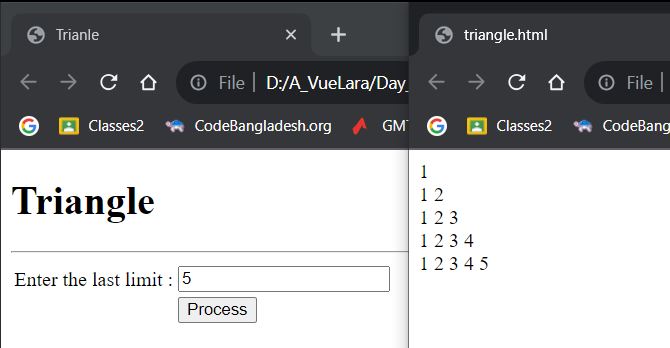 Trianle
File
D:/A_VueLara/Day_
Classes2
CodeBangladesh.org
GMT
Triangle
Enter the last limit :
5
Process
triangle.html
File
Classes2
CodeBanglade
1
1 2
1 2 3
1 2 3 4
1 2 3 4 5